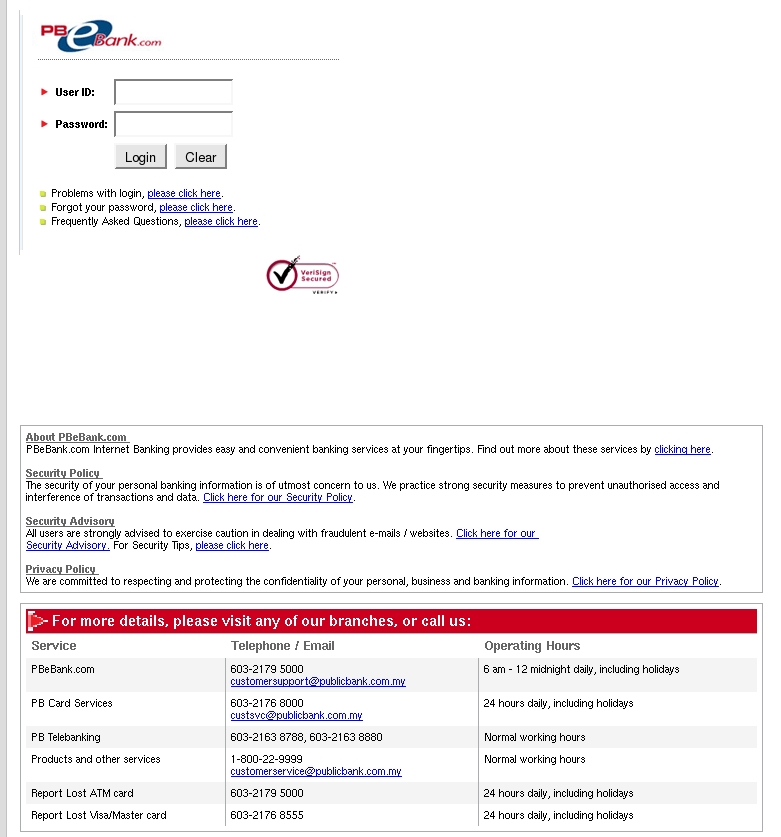 PBeBank.com
User ID:
Password:
Login Clear
Problems with login, please click here.
Forgot your password, please click here.
Frequently Asked Questions, please click here.
VeriSign
Secured
VERIFY
About PBeBank.com
PBeBank.com Internet Banking provides easy and convenient banking services at your fingertips. Find out more about these services by clicking here.
Security Policy
The security of your personal banking information is of utmost concern to us. We practice strong security measures to prevent unauthorised access and
interference of transactions and data. Click here for our Security Policy.
Security Advisory
All users are strongly advised to exercise caution in dealing with fraudulent e-mails / websites. Click here for our
Security Advisory. For Security Tips, please click here.
Privacy Policy
We are committed to respecting and protecting the confidentiality of your personal, business and banking information. Click here for our Privacy Policy.
For more details, please visit any of our branches, or call us:
Service Telephone / Email Operating Hours
PBeBank.com 603-2179 5000 6 am - 12 midnight daily, including holidays
customersupport@publicbank.com.my
PB Card Services 603-2176 8000 24 hours daily, including holidays
custsvc@publicbank.com.my
PB Telebanking 603-2163 8788, 603-2163 8880 Normal working hours
Products and other services 1-800-22-9999 Normal working hours
customerservice@publicbank.com.my
Report Lost ATM card 603-2179 5000 24 hours daily, including holidays
Report Lost Visa/Master card 603-2176 8555 24 hours daily, including holidays